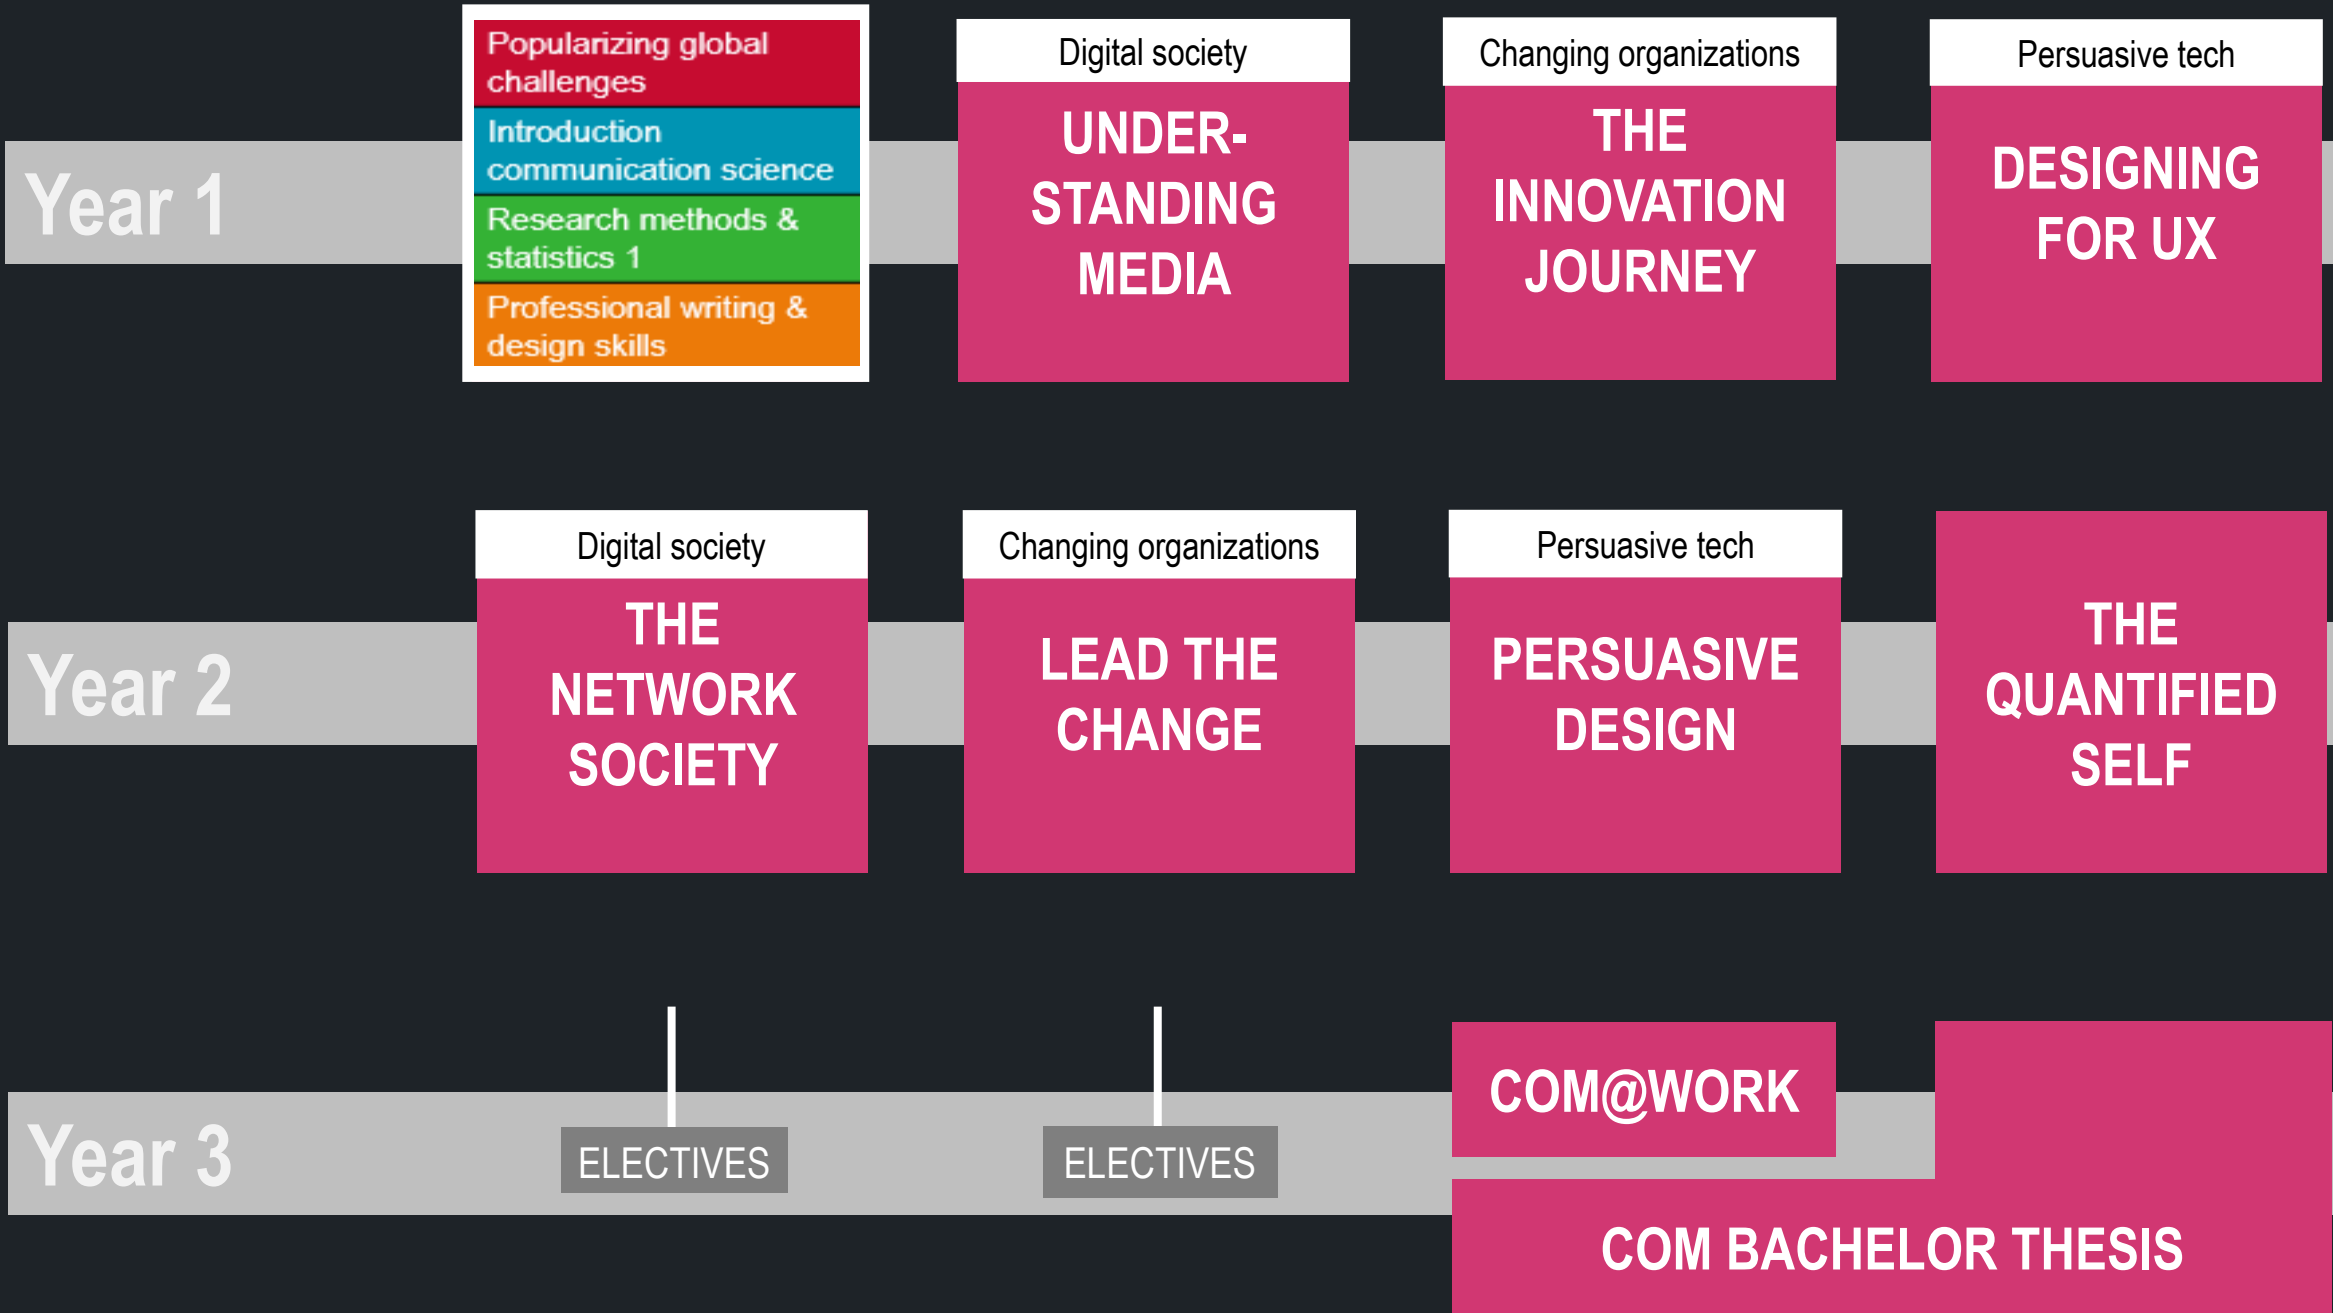 Year 1
Popularizing global
challenges
Introduction
communication science
Research methods &
statistics 1
Professional writing &
design skills
Digital society
UNDER-
STANDING
MEDIA
Changing organizations
THE
INNOVATION
JOURNEY
Persuasive tech
DESIGNING
FOR UX
Year 2
Digital society
THE
NETWORK
SOCIETY
Changing organizations
LEAD THE
CHANGE
Persuasive tech
PERSUASIVE
DESIGN
THE
QUANTIFIED
SELF
Year 3
ELECTIVES
ELECTIVES
COM@WORK
COM BACHELOR THESIS